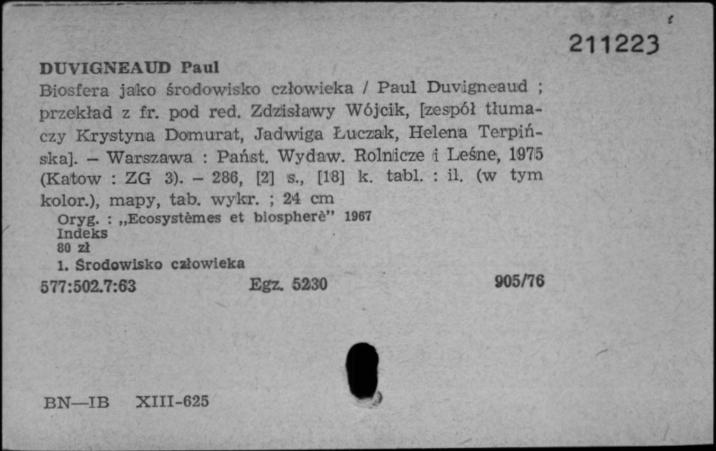 211223
DUVIGNEAUD Paul
Biosfera jako środowisko człowieka / Paul Duvigneaud ;
przekład z fr. pod red. Zdzisławy Wójcik, [zespół tłuma-
czy Krystyna Domurat, Jadwiga Łuczak, Helena Terpiń-
ska]. — Warszawa : Państ. Wydaw. Rolnicze i Leśne, 1975
(Katow : ZG 3). — 286, [2] s., [18] k. tabl. : il. (w tym
kolor.), mapy, tab. wykr. ; 24 cm
Oryg. : „Ecosystèmes et biospherè” 1967
Indeks
80 zł
1. Środowisko człowieka
577:502.7:63 Egz. 5230 905/76
BN—IB XIII-625